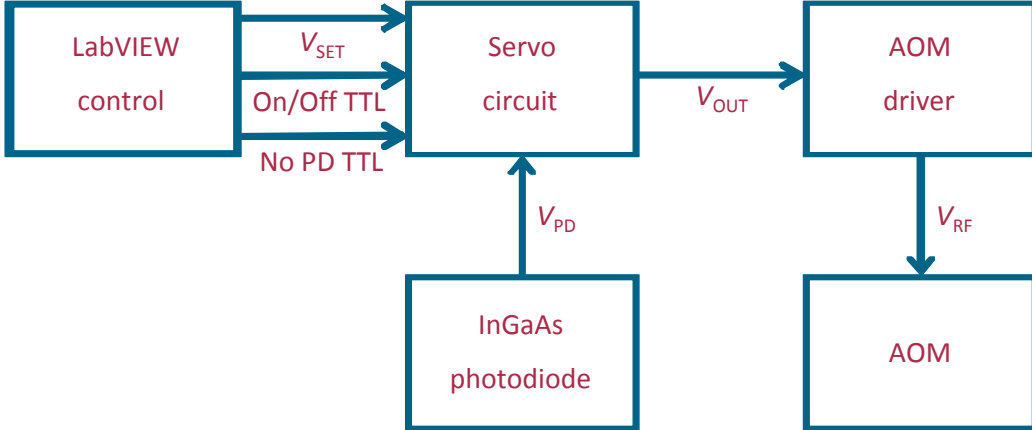 LabVIEW
control
V_SET
On/Off TTL
No PD TTL
Servo
circuit
V_OUT
AOM
driver
V_PD
V_RF
InGaAs
photodiode
AOM